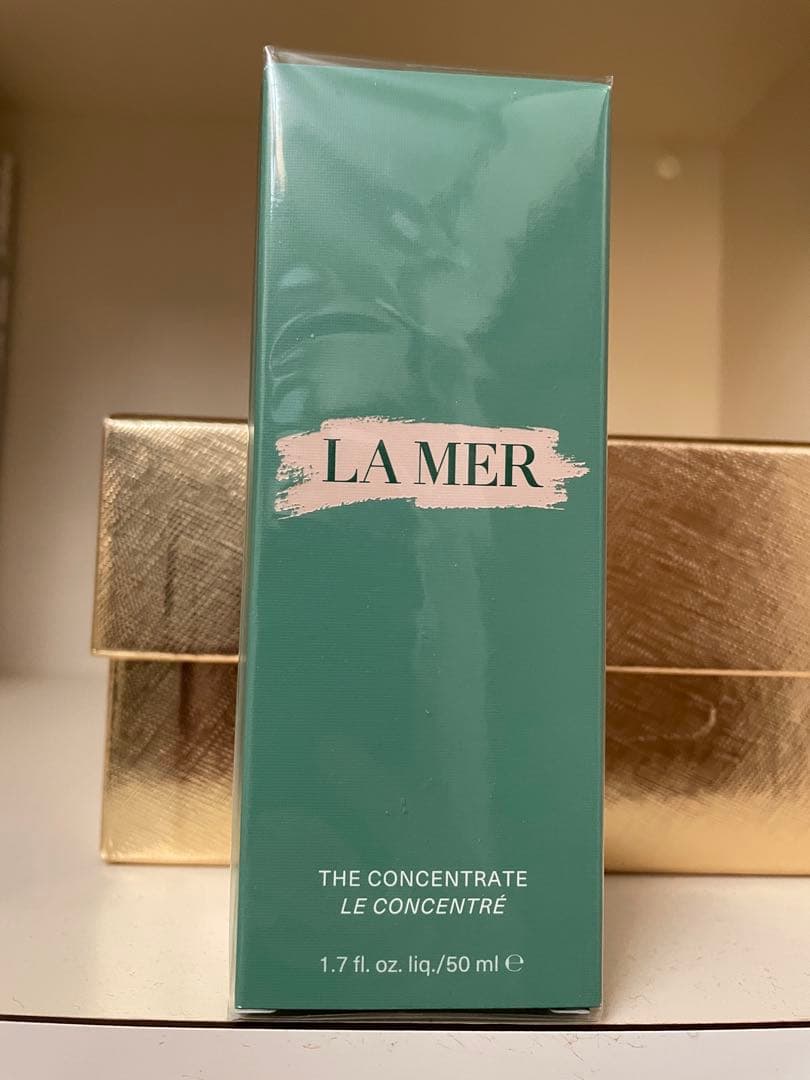 LA MER
THE CONCENTRATE
LE CONCENTRÉ
1.7 fl. oz. liq./50 ml ℮